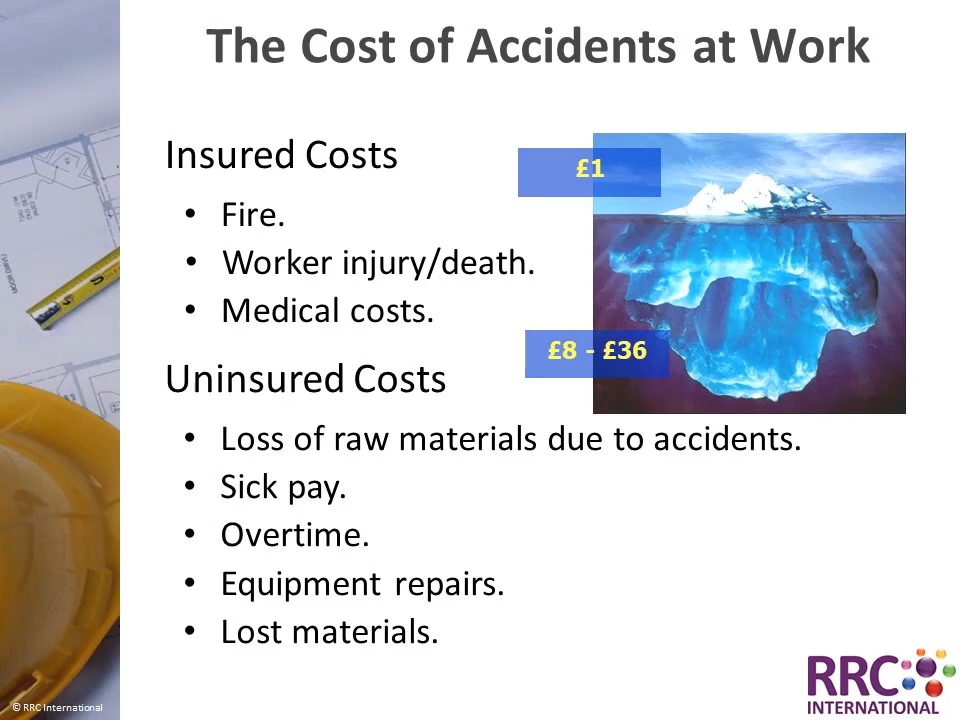 The Cost of Accidents at Work
Insured Costs
£1
• Fire.
• Worker injury/death.
• Medical costs.
£8 - £36
Uninsured Costs
• Loss of raw materials due to accidents.
• Sick pay.
• Overtime.
• Equipment repairs.
• Lost materials.
RRC
INTERNATIONAL
© RRC International